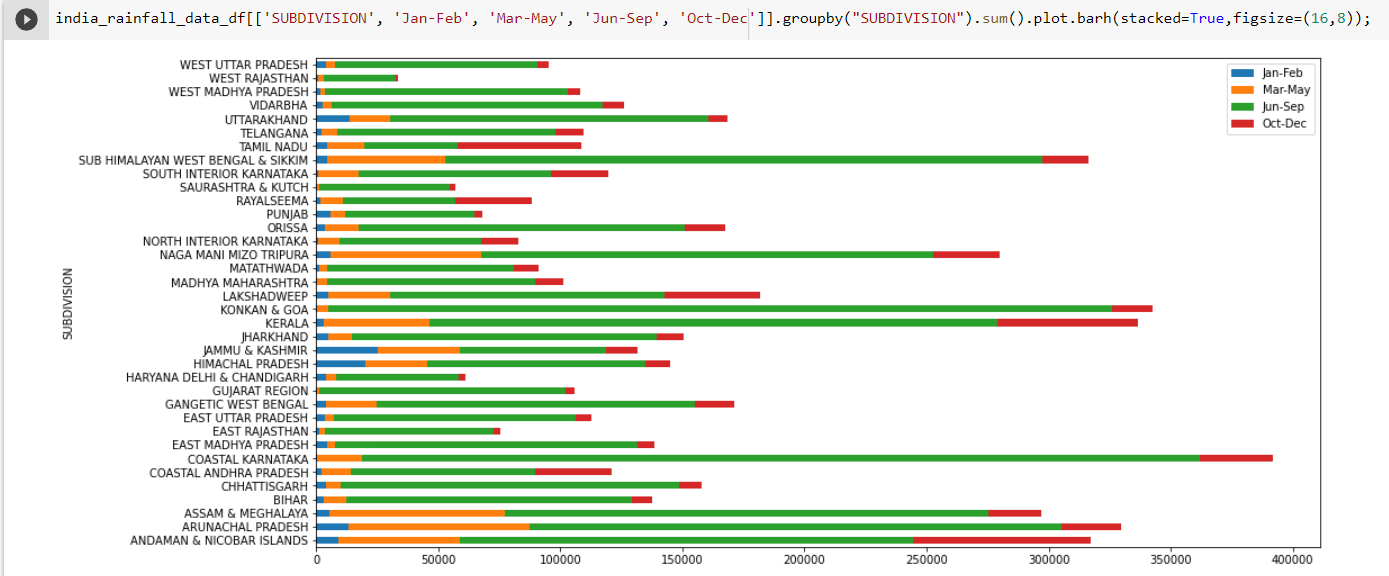 india_rainfall_data_df[['SUBDIVISION', 'Jan-Feb', 'Mar-May', 'Jun-Sep', 'Oct-Dec']].groupby("SUBDIVISION").sum().plot.barh(stacked=True,figsize=(16,8));
Jan-Feb
Mar-May
Jun-Sep
Oct-Dec
SUBDIVISION
WEST UTTAR PRADESH
WEST RAJASTHAN
WEST MADHYA PRADESH
VIDARBHA
UTTARAKHAND
TELANGANA
TAMIL NADU
SUB HIMALAYAN WEST BENGAL & SIKKIM
SOUTH INTERIOR KARNATAKA
SAURASHTRA & KUTCH
RAYALSEEMA
PUNJAB
ORISSA
NORTH INTERIOR KARNATAKA
NAGA MANI MIZO TRIPURA
MATATHWADA
MADHYA MAHARASHTRA
LAKSHADWEEP
KONKAN & GOA
KERALA
JHARKHAND
JAMMU & KASHMIR
HIMACHAL PRADESH
HARYANA DELHI & CHANDIGARH
GUJARAT REGION
GANGETIC WEST BENGAL
EAST UTTAR PRADESH
EAST RAJASTHAN
EAST MADHYA PRADESH
COASTAL KARNATAKA
COASTAL ANDHRA PRADESH
CHHATTISGARH
BIHAR
ASSAM & MEGHALAYA
ARUNACHAL PRADESH
ANDAMAN & NICOBAR ISLANDS
0 50000 100000 150000 200000 250000 300000 350000 400000